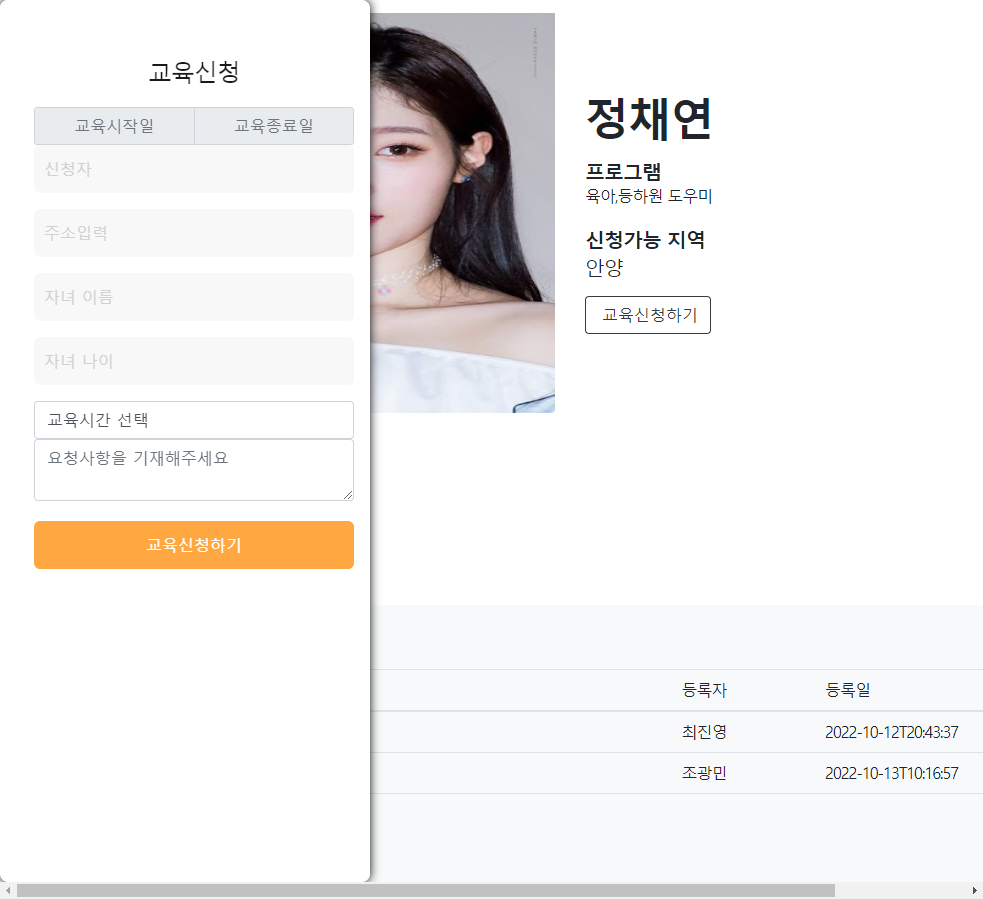 교육신청
교육시작일 교육종료일
신청자
주소입력
자녀 이름
자녀 나이
교육시간 선택
요청사항을 기재해주세요
교육신청하기
정채연
프로그램
육아,등하원 도우미
신청가능 지역
안양
교육신청하기
등록자 등록일
최진영 2022-10-12T20:43:37
조광민 2022-10-13T10:16:57